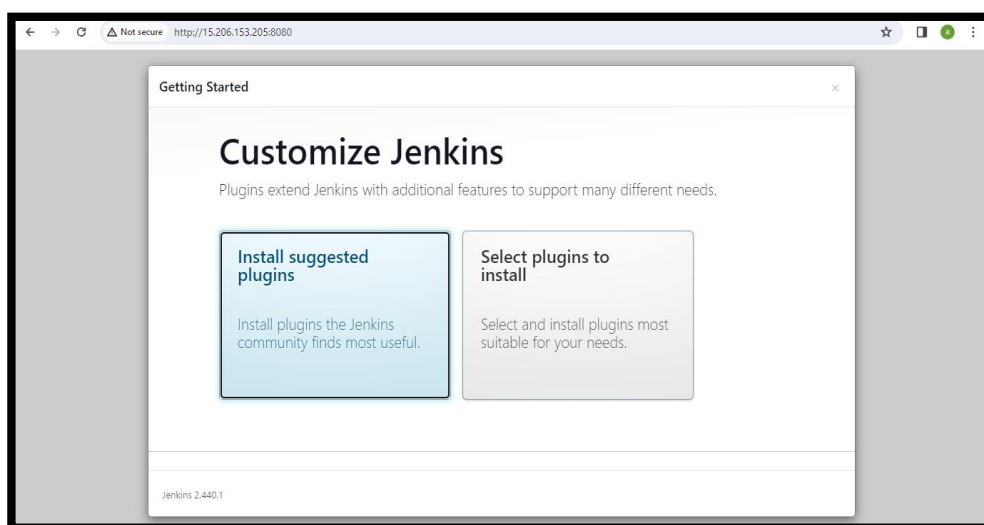 Not secure http://15.206.153.205:8080
a
Getting Started
×
Customize Jenkins
Plugins extend Jenkins with additional features to support many different needs.
Install suggested
plugins
Install plugins the Jenkins
community finds most useful.
Select plugins to
install
Select and install plugins most
suitable for your needs.
Jenkins 2.440.1